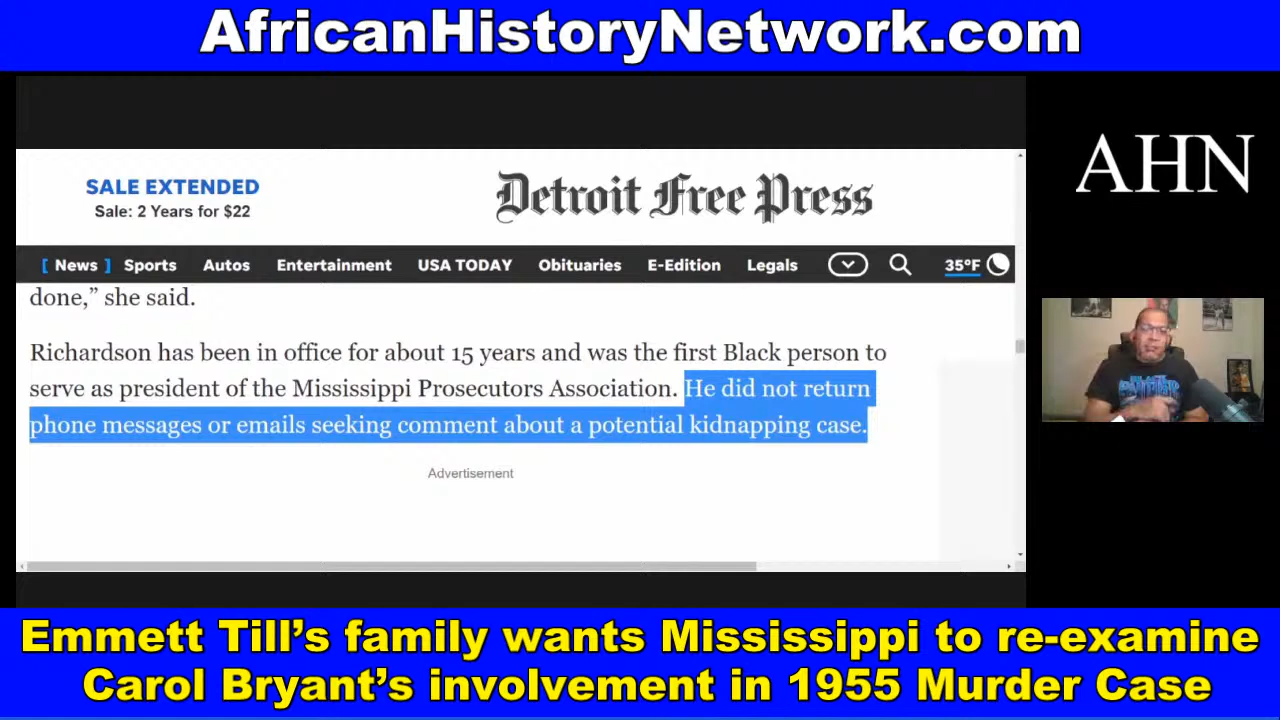 AfricanHistoryNetwork.com
AHN
SALE EXTENDED
Sale: 2 Years for $22
Detroit Free Press
[ News ] Sports Autos Entertainment USA TODAY Obituaries E-Edition Legals 35°F
done,” she said.
Richardson has been in office for about 15 years and was the first Black person to
serve as president of the Mississippi Prosecutors Association. He did not return
phone messages or emails seeking comment about a potential kidnapping case.
Advertisement
BLACK PANTHER
Emmett Till’s family wants Mississippi to re-examine
Carol Bryant’s involvement in 1955 Murder Case